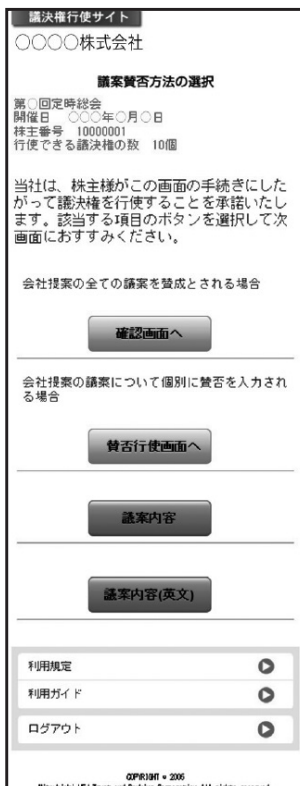 議決権行使サイト
○○○○株式会社
議案賛否方法の選択
第○回定時総会
開催日　○○○年○月○日
株主番号　10000001
行使できる議決権の数　10個
当社は、株主様がこの画面の手続きにした
がって議決権を行使することを承諾いたし
ます。該当する項目のボタンを選択して次
画面におすすみください。
会社提案の全ての議案を賛成とされる場合
確認画面へ
会社提案の議案について個別に賛否を入力され
る場合
賛否行使画面へ
議案内容
議案内容(英文)
利用規定
利用ガイド
ログアウト
COPYRIGHT © 2006